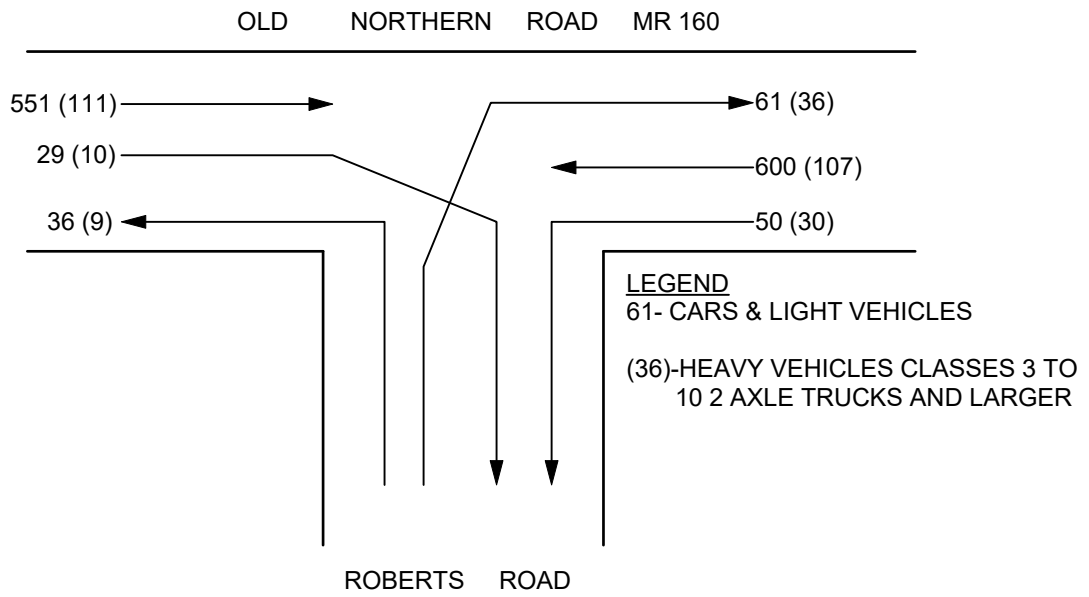 OLD NORTHERN ROAD MR 160
551 (111)
61 (36)
29 (10)
600 (107)
36 (9)
50 (30)
LEGEND
61- CARS & LIGHT VEHICLES
(36)-HEAVY VEHICLES CLASSES 3 TO
10 2 AXLE TRUCKS AND LARGER
ROBERTS ROAD